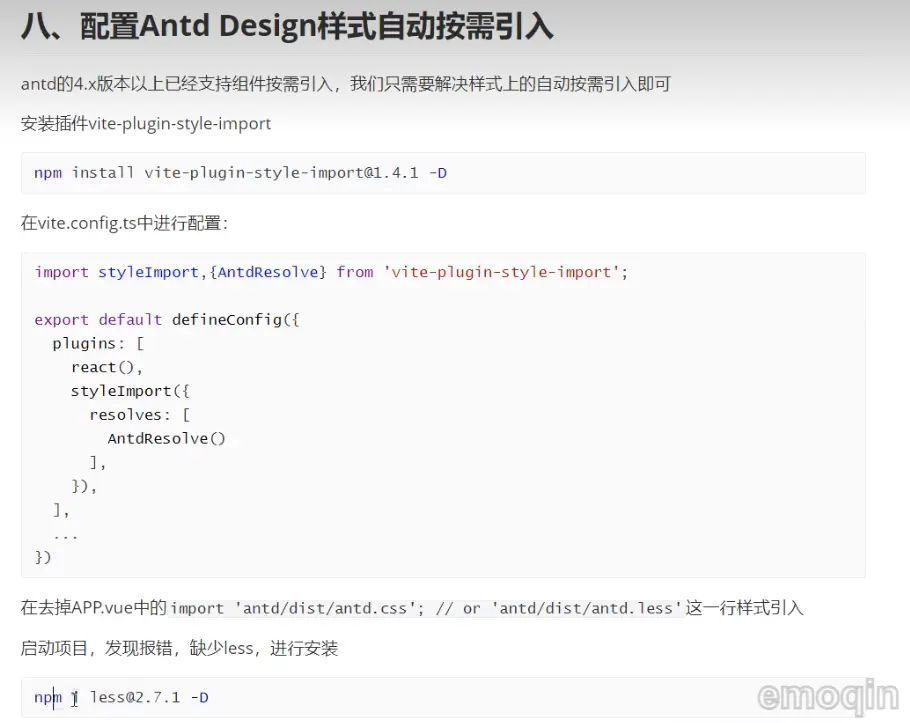 八、配置Antd Design样式自动按需引入
antd的4.x版本以上已经支持组件按需引入，我们只需要解决样式上的自动按需引入即可
安装插件vite-plugin-style-import
npm install vite-plugin-style-import@1.4.1 -D
在vite.config.ts中进行配置：
import styleImport,{AntdResolve} from 'vite-plugin-style-import';
export default defineConfig({
  plugins: [
    react(),
    styleImport({
      resolves: [
        AntdResolve()
      ],
    }),
  ],
  ...
})
在去掉APP.vue中的import 'antd/dist/antd.css'; // or 'antd/dist/antd.less'这一行样式引入
启动项目，发现报错，缺少less，进行安装
npm i less@2.7.1 -D
emoqin